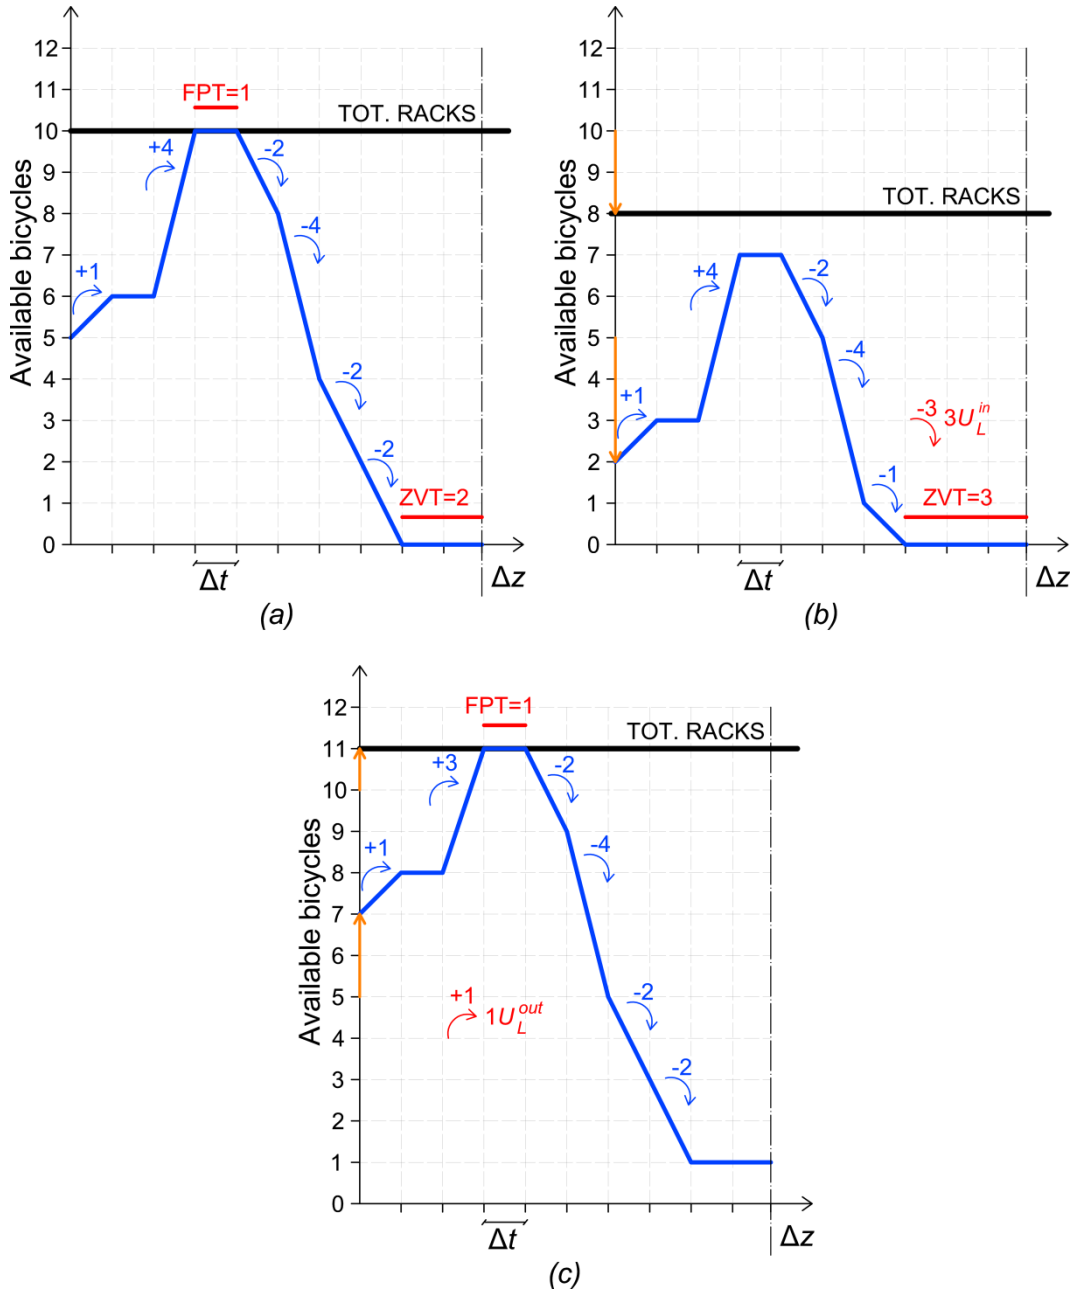 12
11
10
9
8
7
6
5
4
3
2
1
0
Available bicycles
FPT=1
TOT. RACKS
+4
-2
-4
+1
-2
-2
ZVT=2
Δt
Δz
(a)
12
11
10
9
8
7
6
5
4
3
2
1
0
Available bicycles
TOT. RACKS
+4
-2
-4
+1
-3 3U_L^in
-1
ZVT=3
Δt
Δz
(b)
12
11
10
9
8
7
6
5
4
3
2
1
0
Available bicycles
FPT=1
TOT. RACKS
+3
-2
+1
-4
+1 1U_L^out
-2
-2
Δt
Δz
(c)